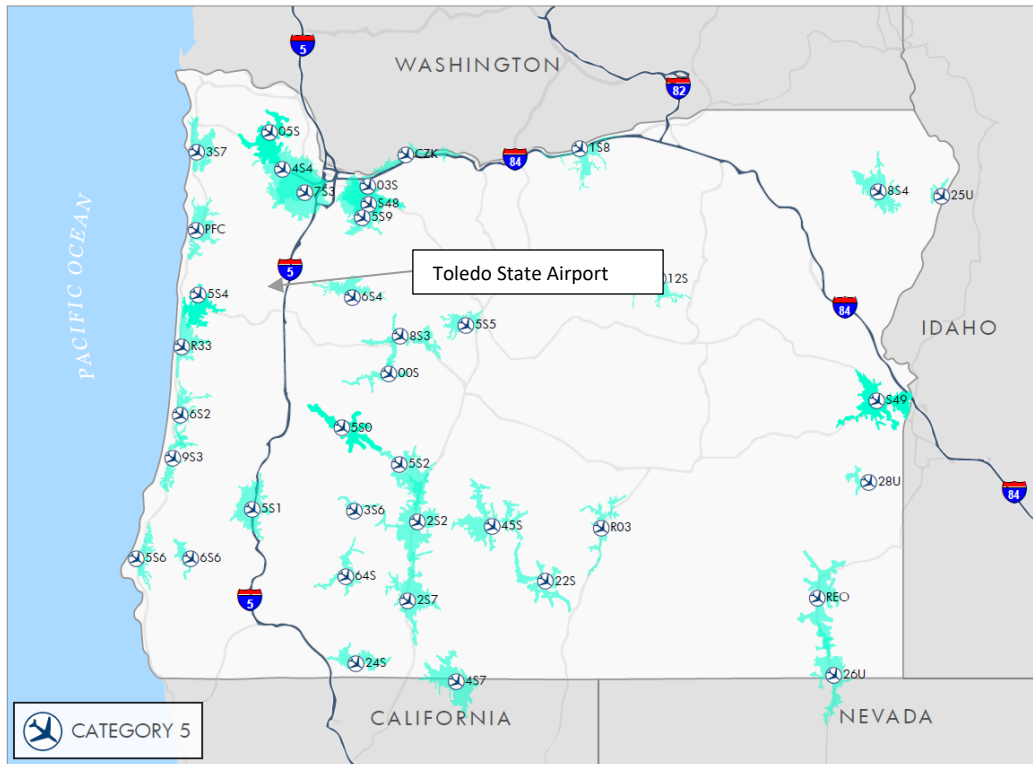 5
WASHINGTON
82
05S
3S7
CZK
1S8
84
4S4
7S3
03S
S48
5S9
8S4
25U
PFC
PACIFIC OCEAN
5
Toledo State Airport
12S
5S4
6S4
84
5S5
IDAHO
8S3
R33
00S
S49
6S2
5S0
9S3
5S2
28U
84
5S1
3S6
2S2
45S
R03
5S6
6S6
64S
22S
5
2S7
REO
24S
4S7
26U
CATEGORY 5
CALIFORNIA
NEVADA